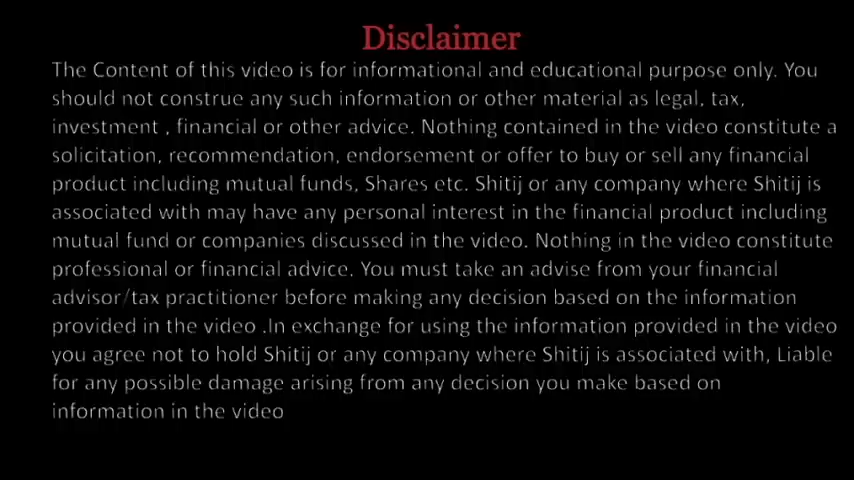 Disclaimer
The Content of this video is for informational and educational purpose only. You
should not construe any such information or other material as legal, tax,
investment , financial or other advice. Nothing contained in the video constitute a
solicitation, recommendation, endorsement or offer to buy or sell any financial
product including mutual funds, Shares etc. Shitij or any company where Shitij is
associated with may have any personal interest in the financial product including
mutual fund or companies discussed in the video. Nothing in the video constitute
professional or financial advice. You must take an advise from your financial
advisor/tax practitioner before making any decision based on the information
provided in the video .In exchange for using the information provided in the video
you agree not to hold Shitij or any company where Shitij is associated with, Liable
for any possible damage arising from any decision you make based on
information in the video